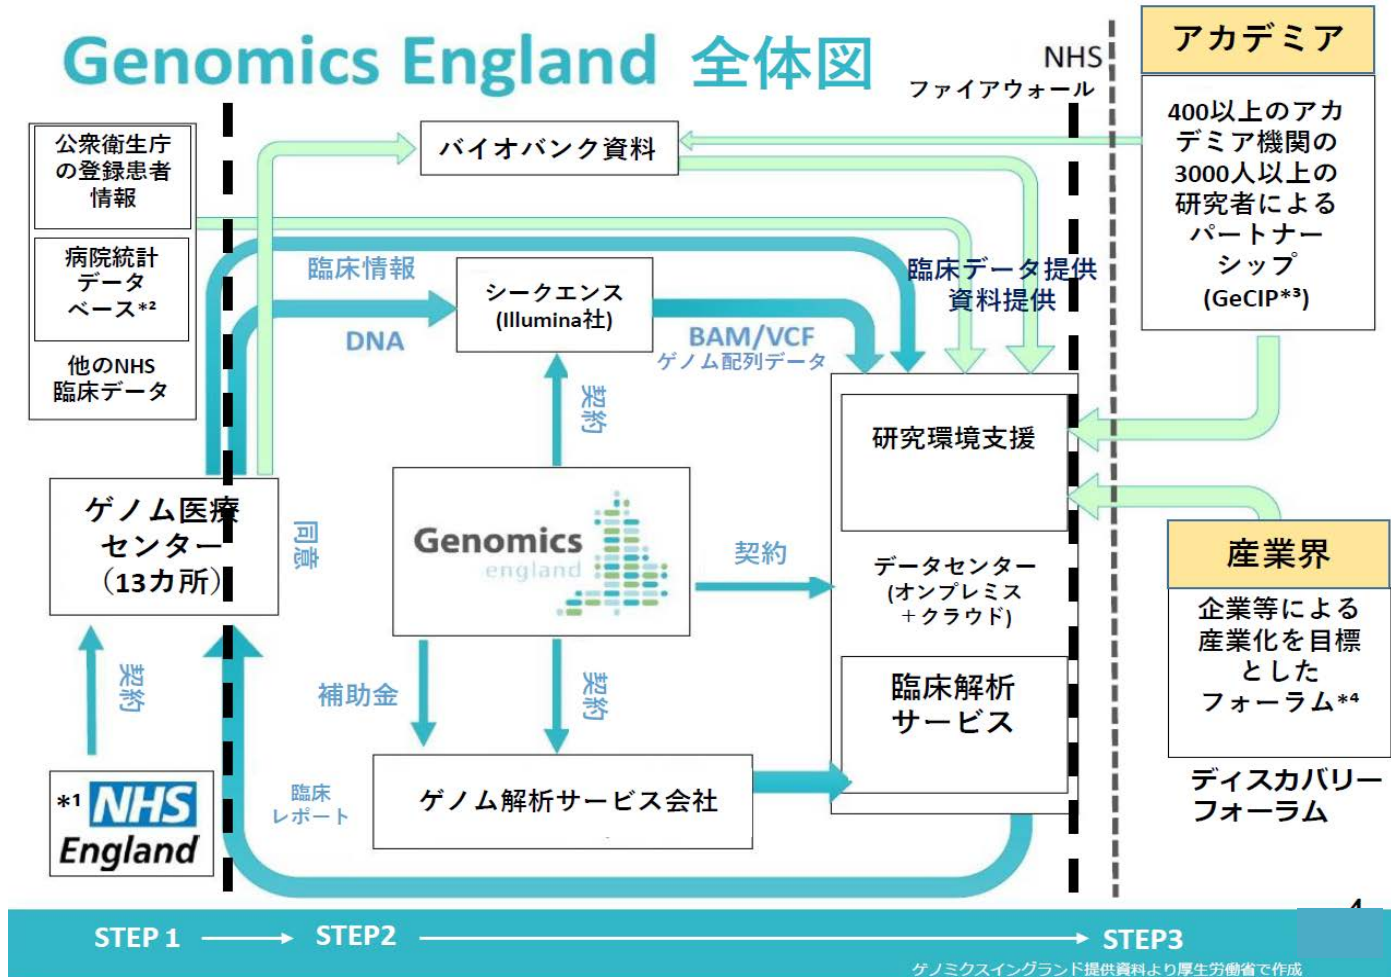 Genomics England 全体図
NHS
ファイアウォール
アカデミア
400以上のアカ
デミア機関の
3000人以上の
研究者による
パートナー
シップ
(GeCIP*³)
公衆衛生庁
の登録患者
情報
病院統計
データ
ベース*²
他のNHS
臨床データ
バイオバンク資料
臨床情報
DNA
シークエンス
(Illumina社)
BAM/VCF
ゲノム配列データ
臨床データ提供
資料提供
契約
研究環境支援
ゲノム医療
センター
（13カ所）
同意
Genomics
england
契約
データセンター
(オンプレミス
＋クラウド)
産業界
企業等による
産業化を目標
とした
フォーラム*⁴
ディスカバリー
フォーラム
契約
補助金
契約
臨床解析
サービス
*¹ NHS
England
臨床
レポート
ゲノム解析サービス会社
STEP 1
STEP2
STEP3
ゲノミクスイングランド提供資料より厚生労働省で作成